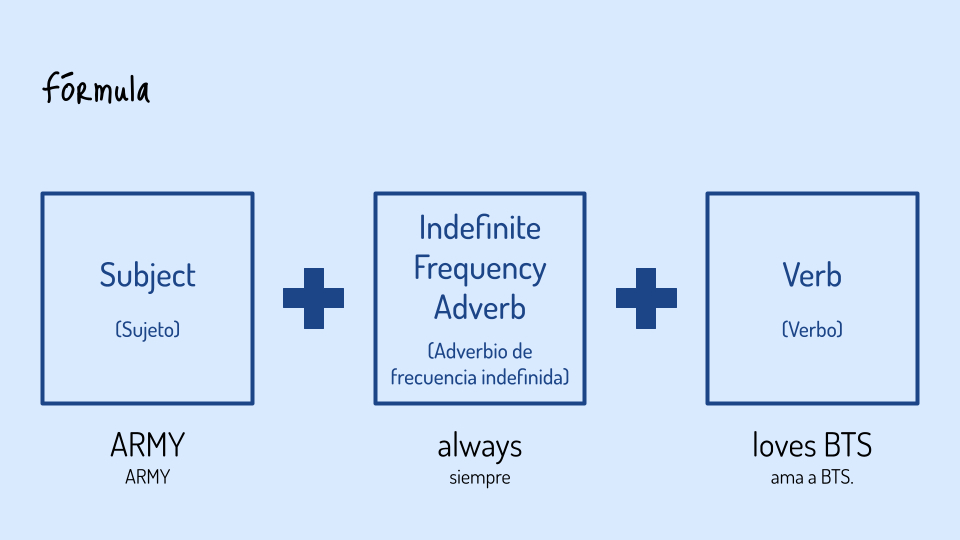 fórmula
Subject
(Sujeto)
Indefinite
Frequency
Adverb
(Adverbio de
frecuencia indefinida)
Verb
(Verbo)
ARMY
ARMY
always
siempre
loves BTS
ama a BTS.